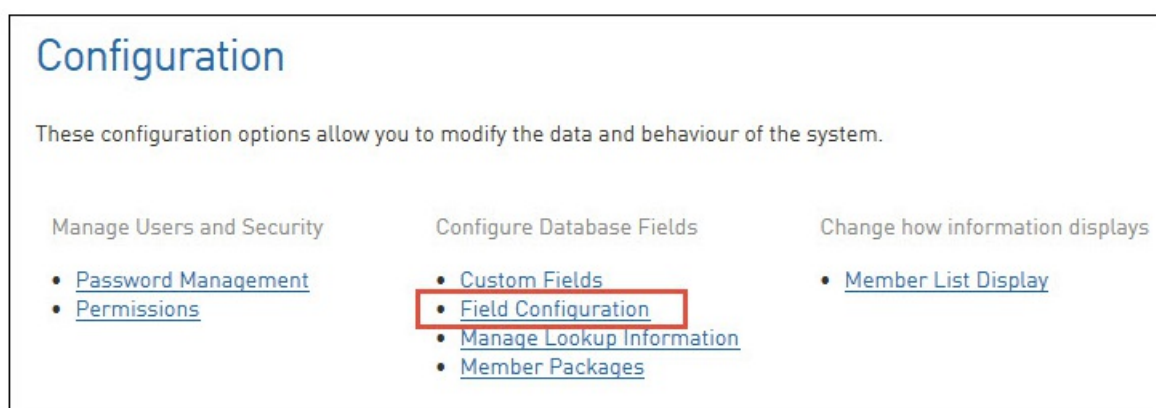 Configuration
These configuration options allow you to modify the data and behaviour of the system.
Manage Users and Security
• Password Management
• Permissions
Configure Database Fields
• Custom Fields
• Field Configuration
• Manage Lookup Information
• Member Packages
Change how information displays
• Member List Display